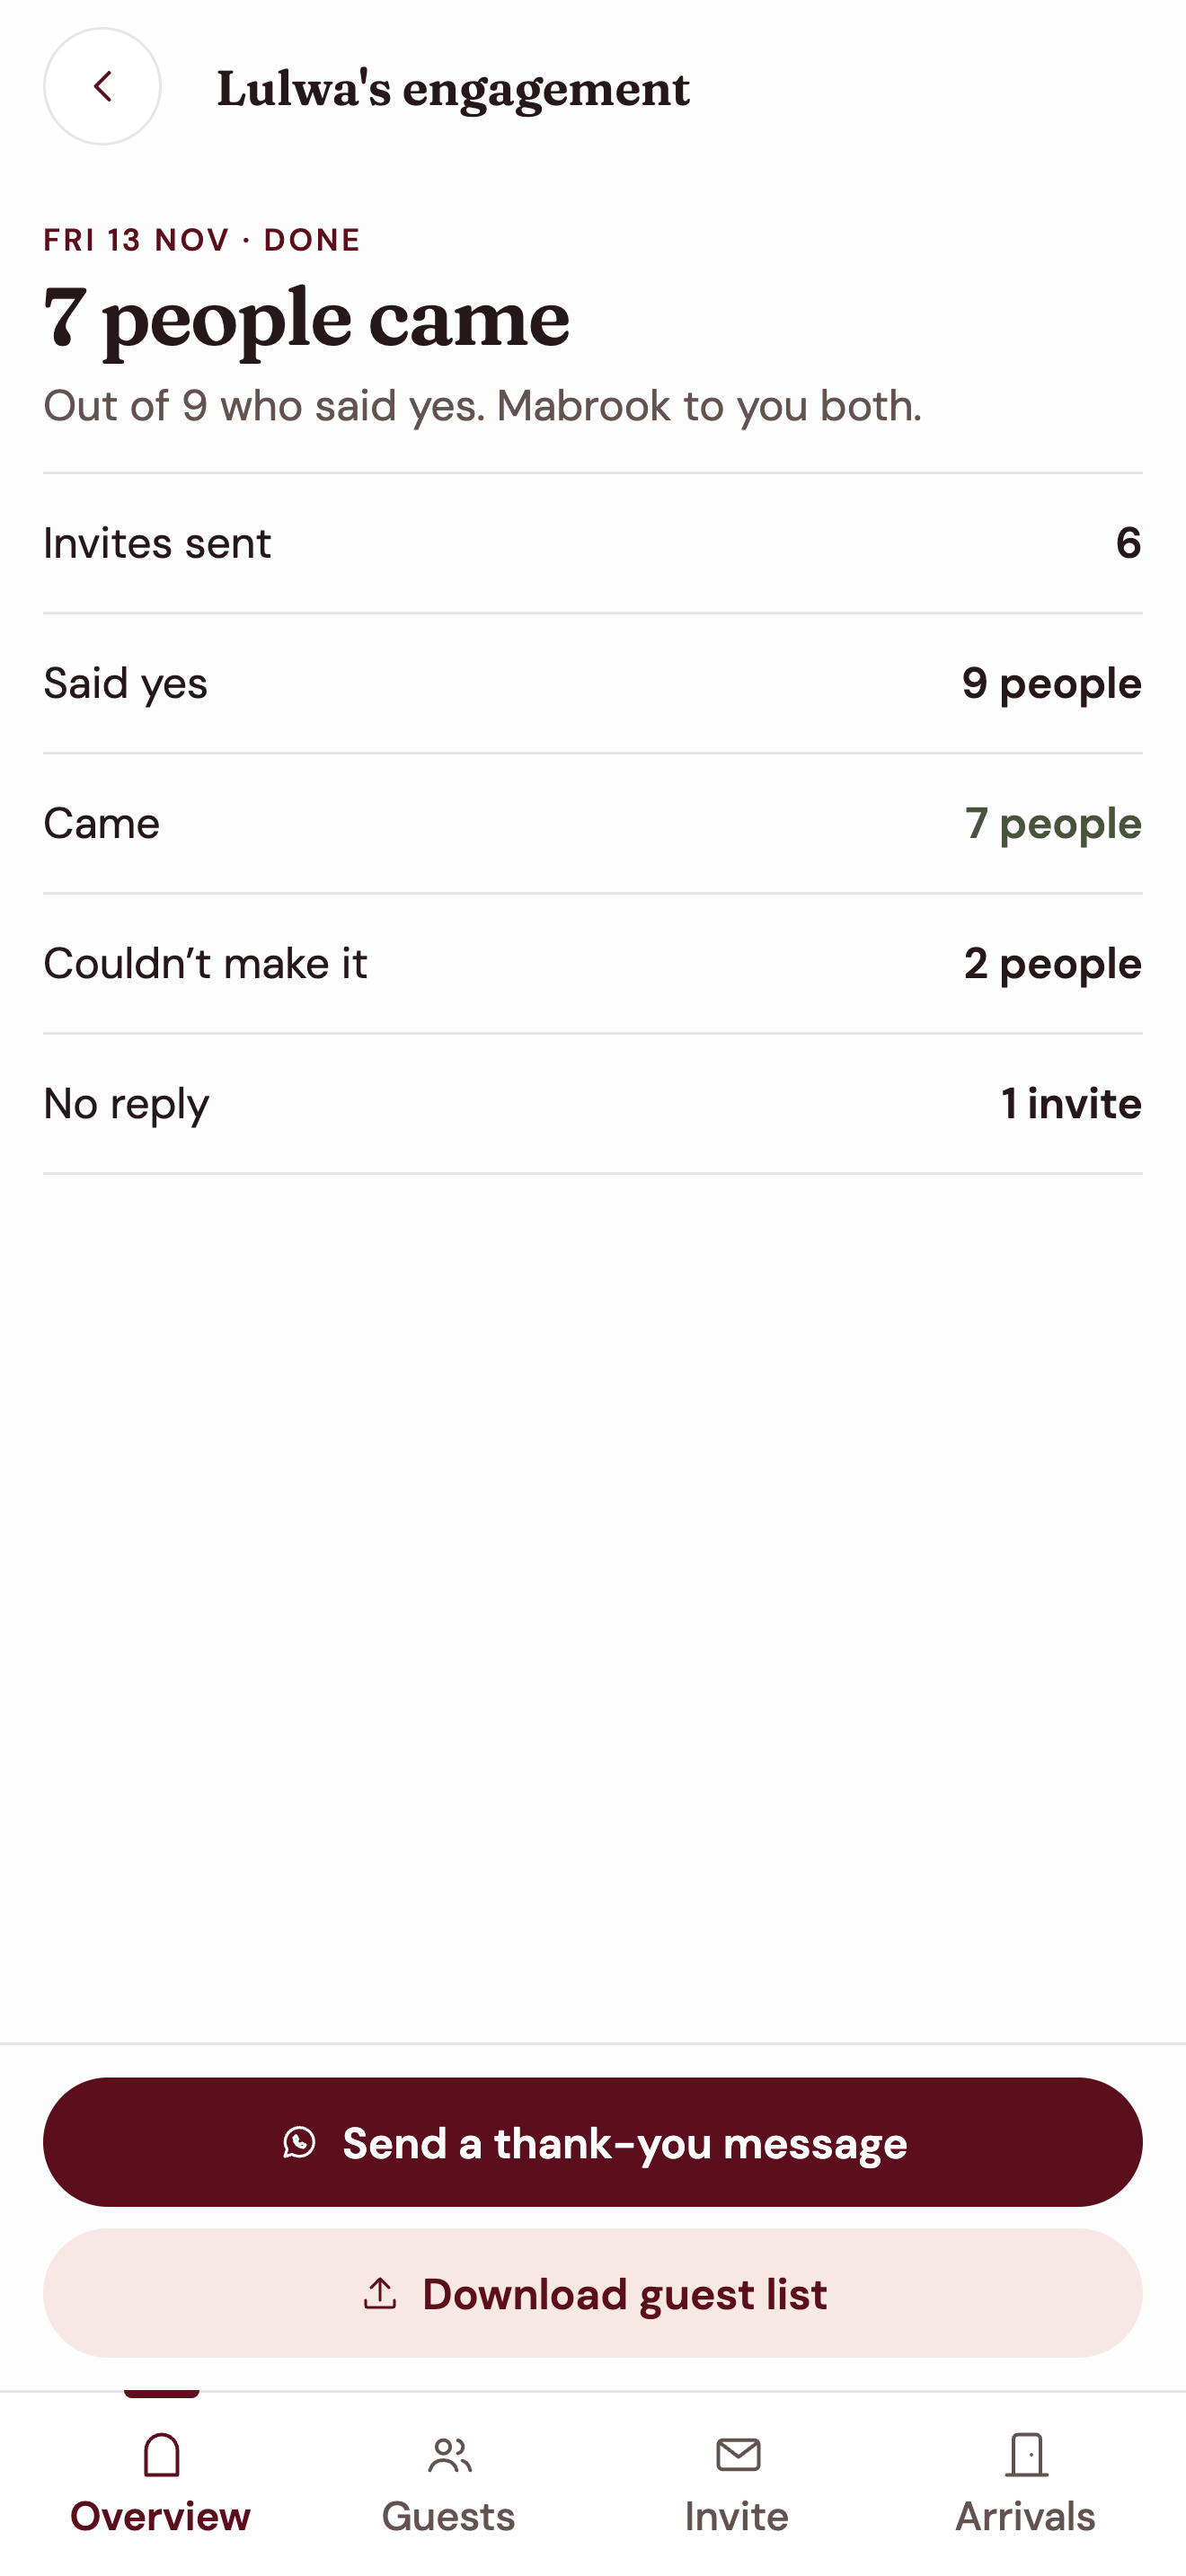 Lulwa's engagement
FRI 13 NOV · DONE
7 people came
Out of 9 who said yes. Mabrook to you both.
Invites sent 6
Said yes 9 people
Came 7 people
Couldn’t make it 2 people
No reply 1 invite
Send a thank-you message
Download guest list
Overview Guests Invite Arrivals